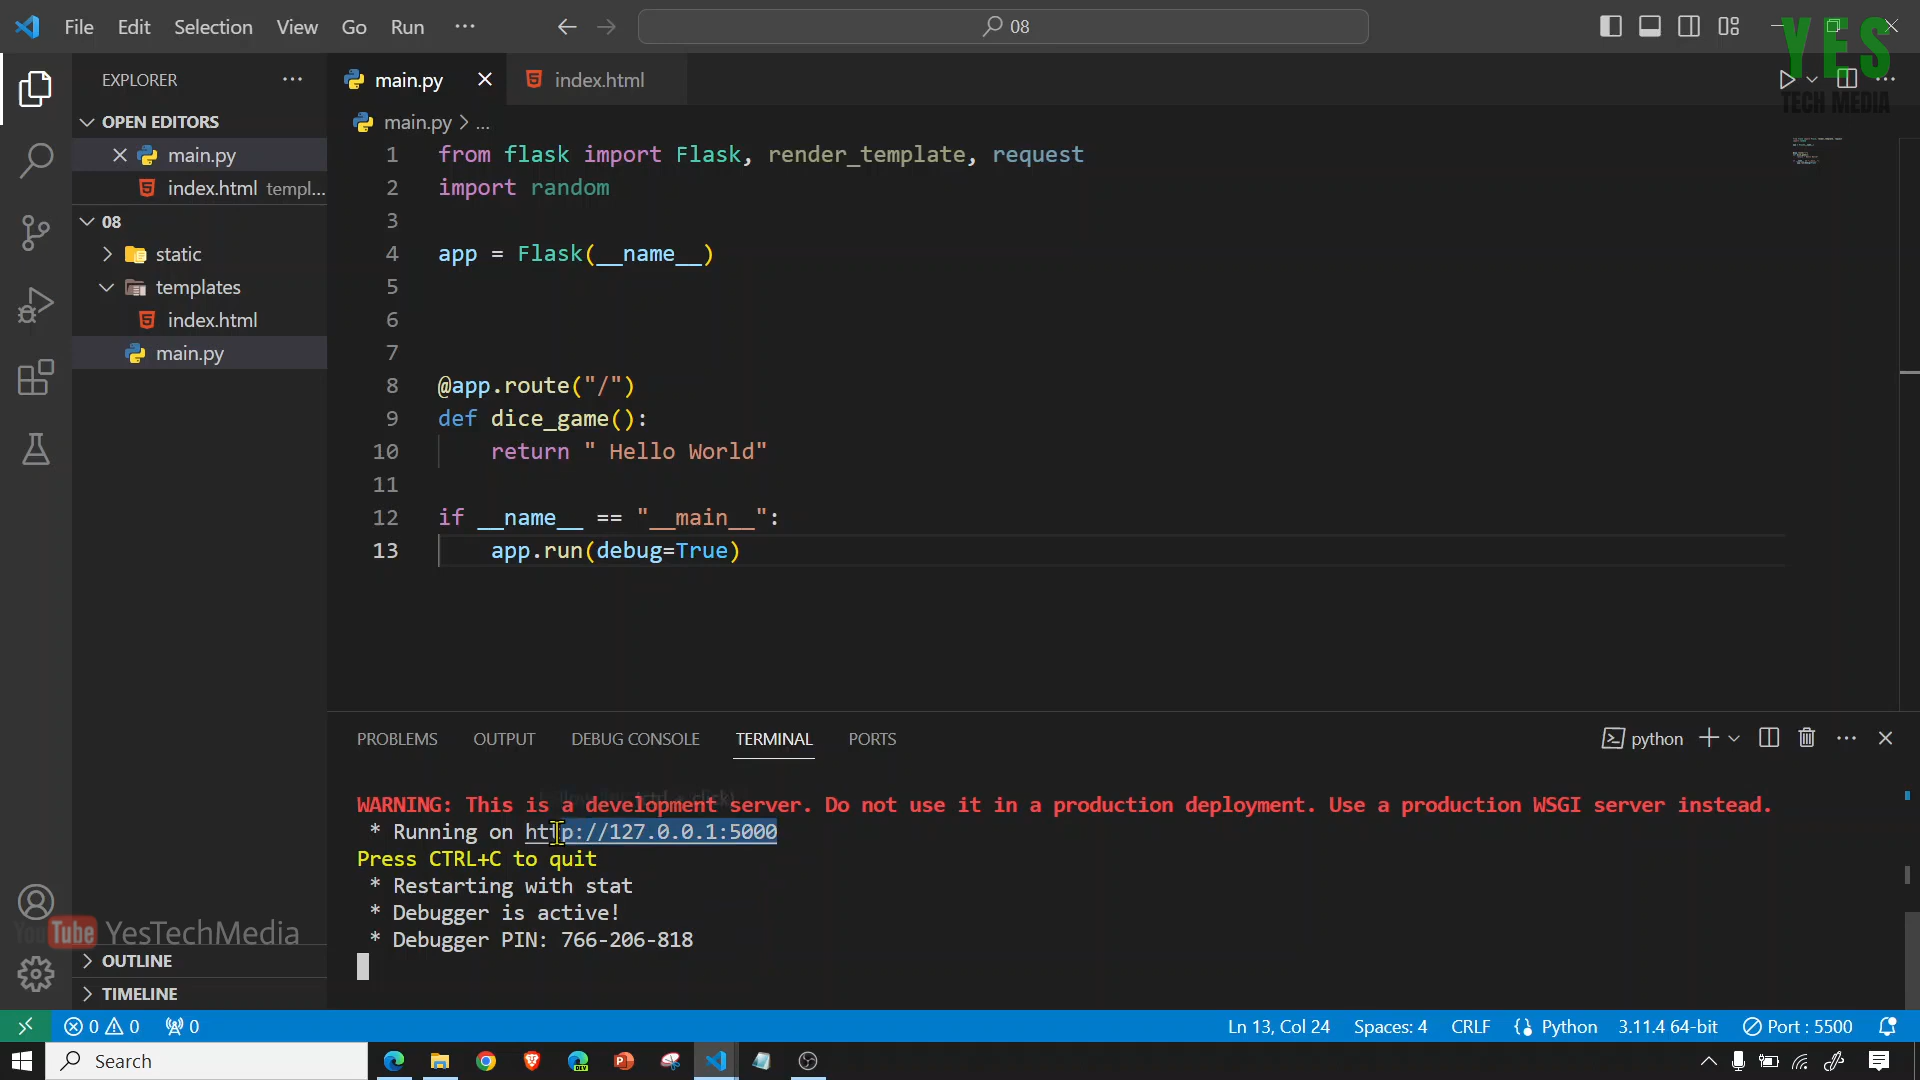 File Edit Selection View Go Run ... 08
YES
TECH MEDIA
EXPLORER
OPEN EDITORS
main.py
index.html templ...
08
static
templates
index.html
main.py
main.py index.html
main.py > ...
1 from flask import Flask, render_template, request
2 import random
3
4 app = Flask(__name__)
5
6
7
8 @app.route("/")
9 def dice_game():
10 return " Hello World"
11
12 if __name__ == "__main__":
13 app.run(debug=True)
PROBLEMS OUTPUT DEBUG CONSOLE TERMINAL PORTS python
WARNING: This is a development server. Do not use it in a production deployment. Use a production WSGI server instead.
* Running on http://127.0.0.1:5000
Press CTRL+C to quit
* Restarting with stat
* Debugger is active!
* Debugger PIN: 766-206-818
YouTube YesTechMedia
OUTLINE
TIMELINE
0 0 0 Ln 13, Col 24 Spaces: 4 CRLF Python 3.11.4 64-bit Port : 5500
Search